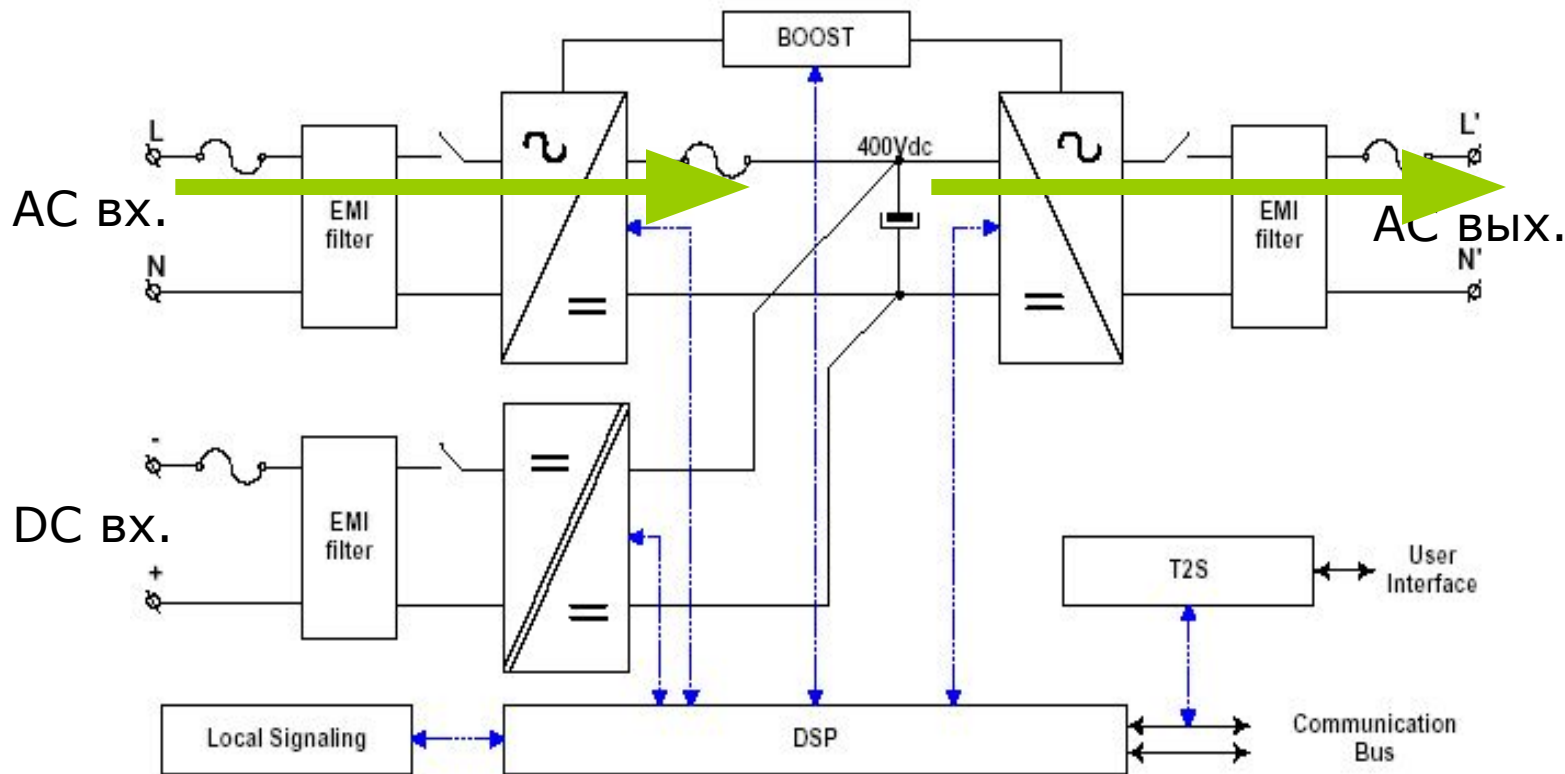 BOOST
L
400Vdc
L'
AC вх.
EMI
filter
EMI
filter
AC вых.
N
N'
-
DC вх.
EMI
filter
+
T2S
User
Interface
Local Signaling
DSP
Communication
Bus